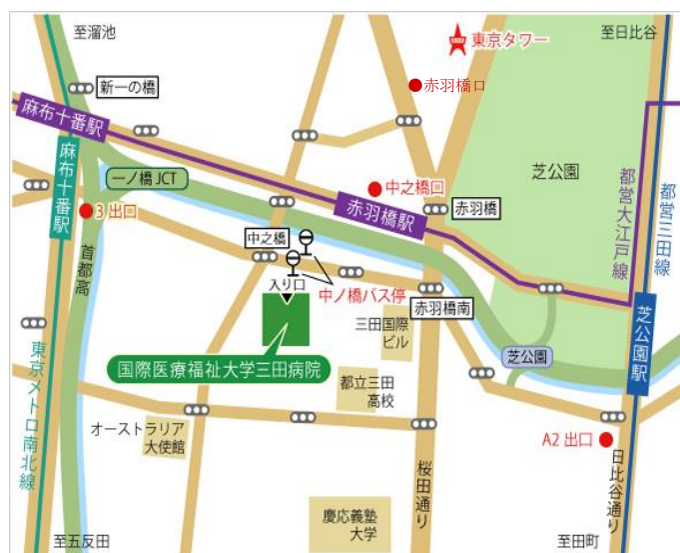 至溜池
東京タワー
至日比谷
新一の橋
赤羽橋口
麻布十番駅
麻布十番駅
一ノ橋JCT
中之橋口
赤羽橋駅
赤羽橋
芝公園
都営大江戸線
都営三田線
3出口
首都高
中之橋
入り口
中ノ橋バス停
赤羽橋南
三田国際
ビル
芝公園
芝公園駅
国際医療福祉大学三田病院
都立三田
高校
東京メトロ南北線
オーストラリア
大使館
A2出口
桜田通り
日比谷通り
慶応義塾
大学
至五反田
至田町